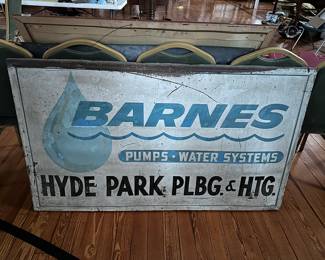 BARNES
PUMPS • WATER SYSTEMS
HYDE PARK PLBG. & HTG.